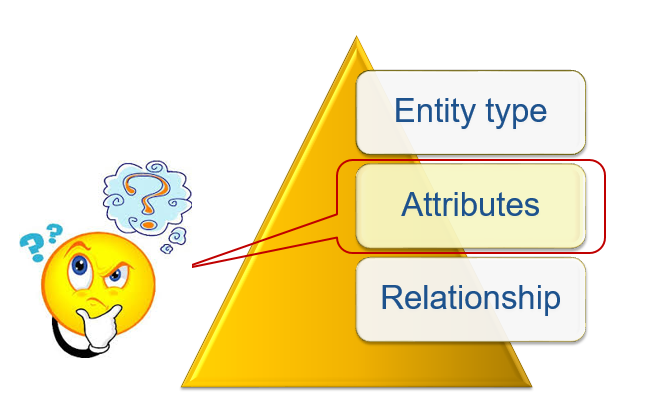 Entity type
Attributes
Relationship
? ?
?
?